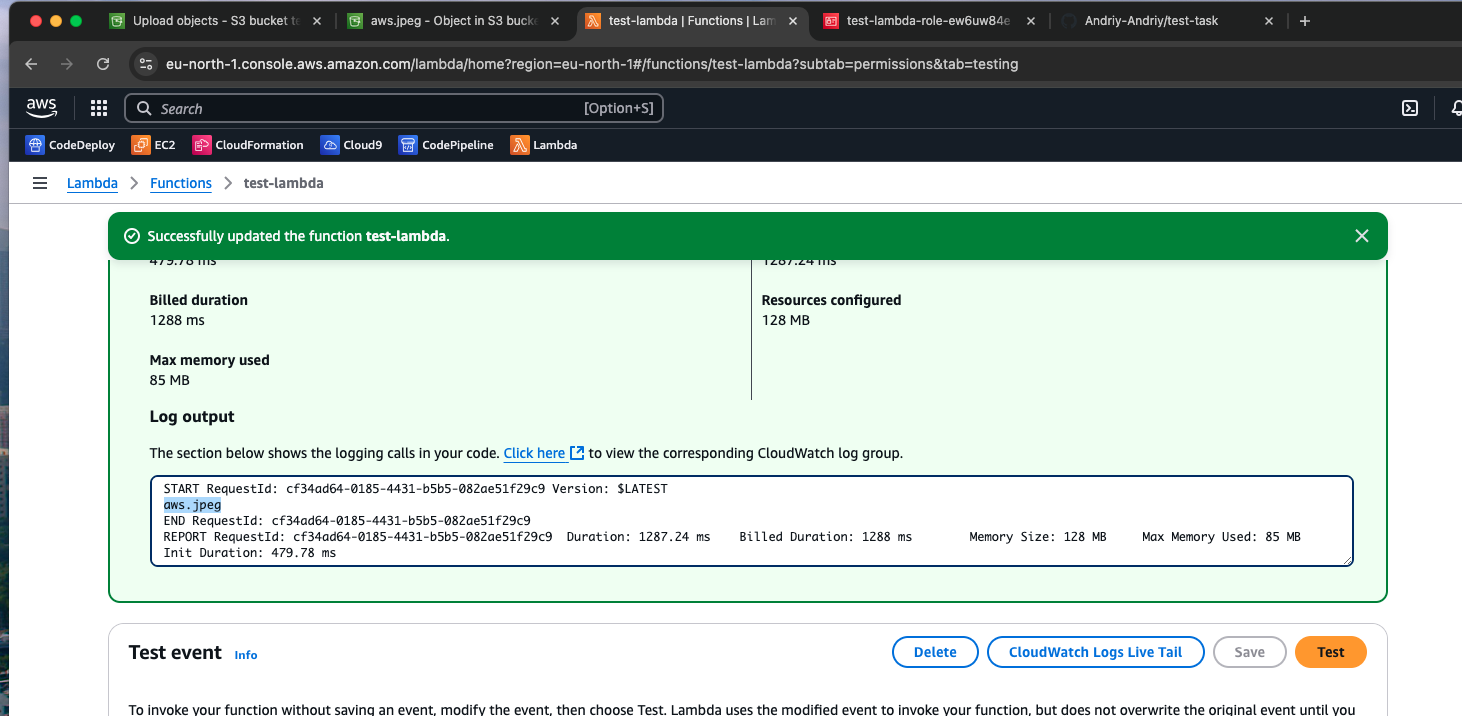 Upload objects - S3 bucket te
aws.jpeg - Object in S3 bucke
test-lambda | Functions | Lam
test-lambda-role-ew6uw84e
Andriy-Andriy/test-task
eu-north-1.console.aws.amazon.com/lambda/home?region=eu-north-1#/functions/test-lambda?subtab=permissions&tab=testing
aws
Search [Option+S]
CodeDeploy EC2 CloudFormation Cloud9 CodePipeline Lambda
Lambda > Functions > test-lambda
Successfully updated the function test-lambda.
479.78 ms
1287.24 ms
Billed duration
1288 ms
Resources configured
128 MB
Max memory used
85 MB
Log output
The section below shows the logging calls in your code. Click here to view the corresponding CloudWatch log group.
START RequestId: cf34ad64-0185-4431-b5b5-082ae51f29c9 Version: $LATEST
aws.jpeg
END RequestId: cf34ad64-0185-4431-b5b5-082ae51f29c9
REPORT RequestId: cf34ad64-0185-4431-b5b5-082ae51f29c9 Duration: 1287.24 ms Billed Duration: 1288 ms Memory Size: 128 MB Max Memory Used: 85 MB
Init Duration: 479.78 ms
Test event Info
Delete
CloudWatch Logs Live Tail
Save
Test
To invoke your function without saving an event, modify the event, then choose Test. Lambda uses the modified event to invoke your function, but does not overwrite the original event until you